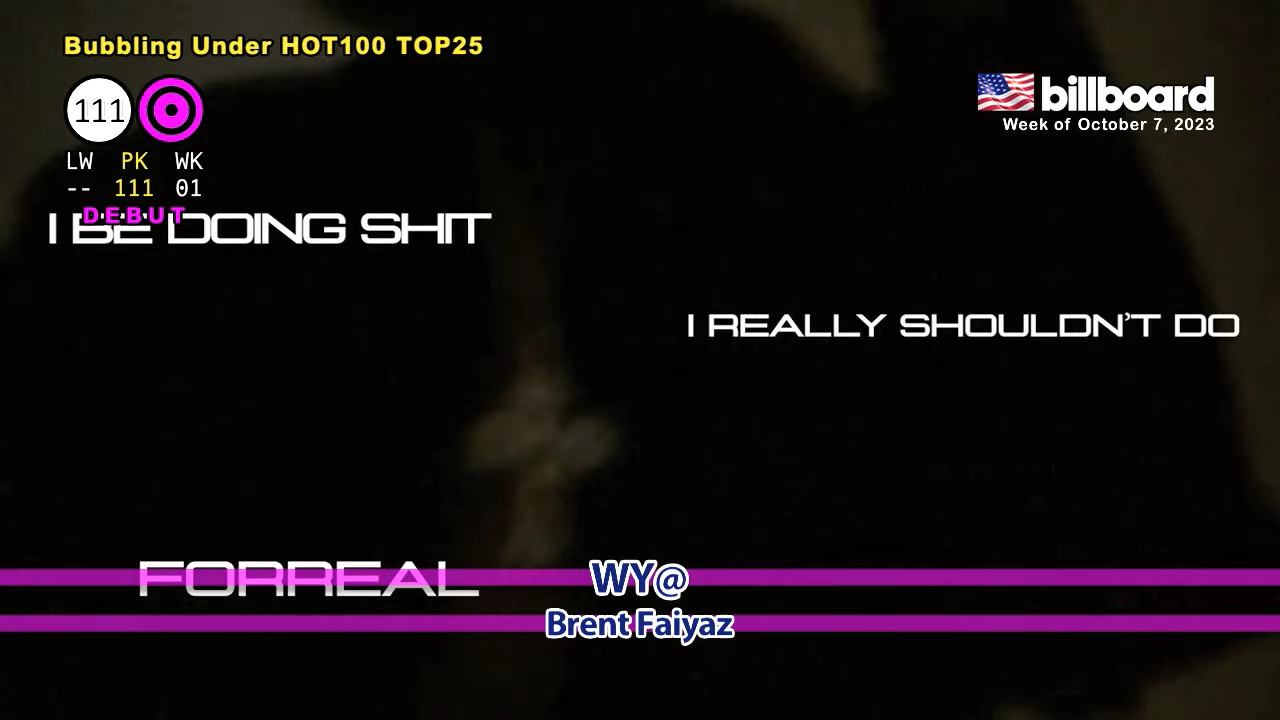 Bubbling Under HOT100 TOP25
111
billboard
Week of October 7, 2023
LW PK WK
-- 111 01
DEBUT
I BE DOING SHIT
I REALLY SHOULDN'T DO
FORREAL
WY@
Brent Faiyaz